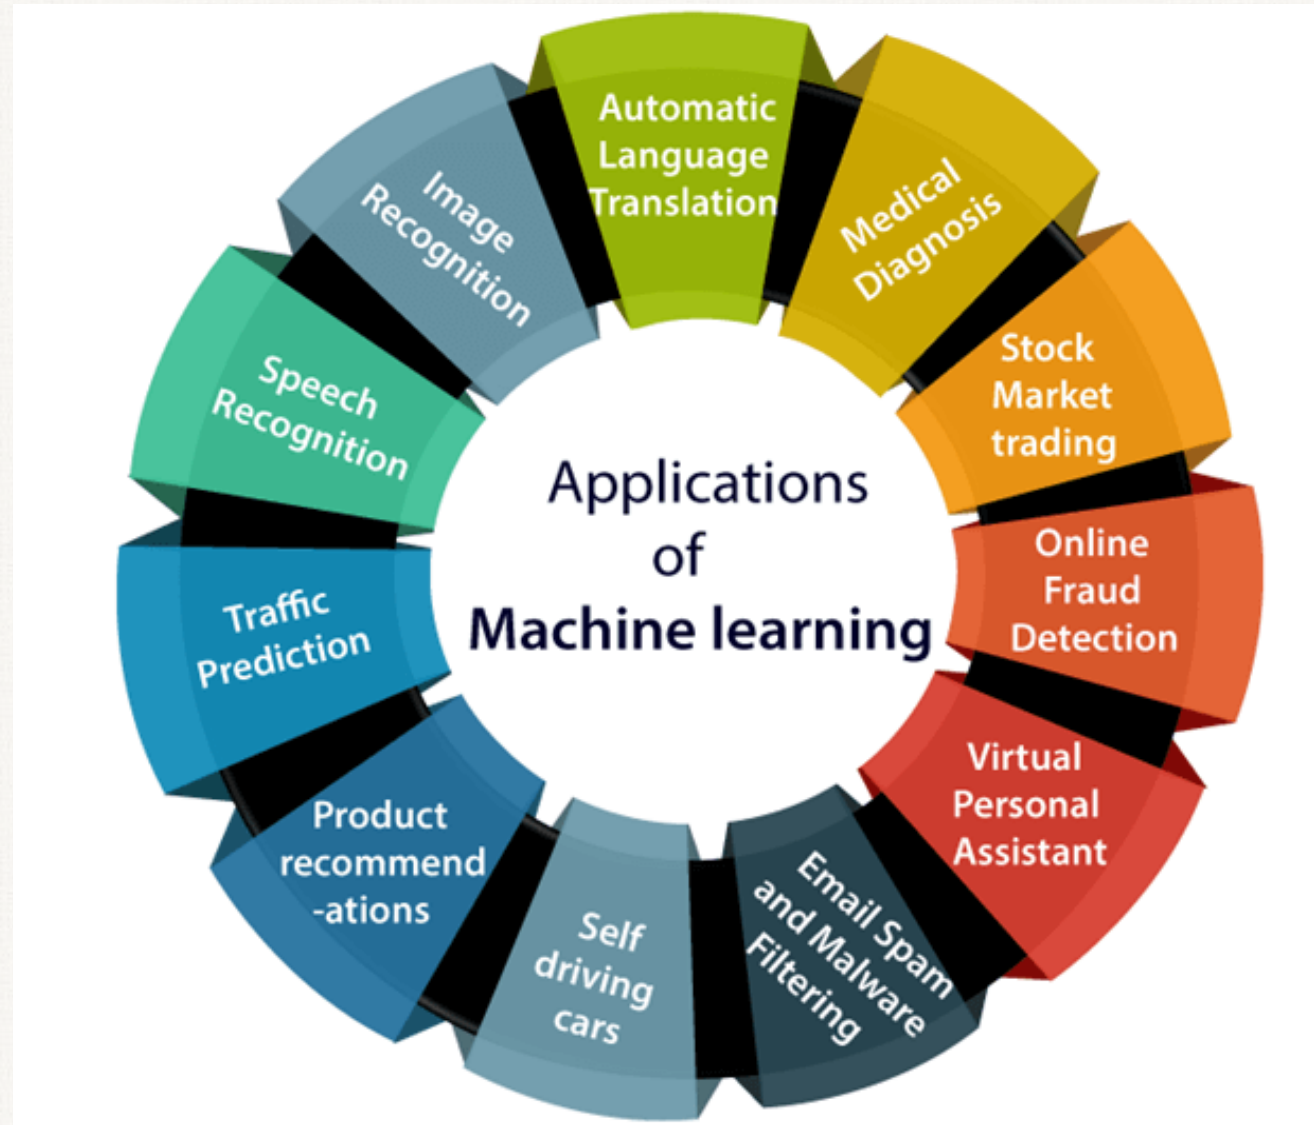 Applications
of
Machine learning
Automatic
Language
Translation
Medical
Diagnosis
Stock
Market
trading
Online
Fraud
Detection
Virtual
Personal
Assistant
Email Spam
and Malware
Filtering
Self
driving
cars
Product
recommend
-ations
Traffic
Prediction
Speech
Recognition
Image
Recognition